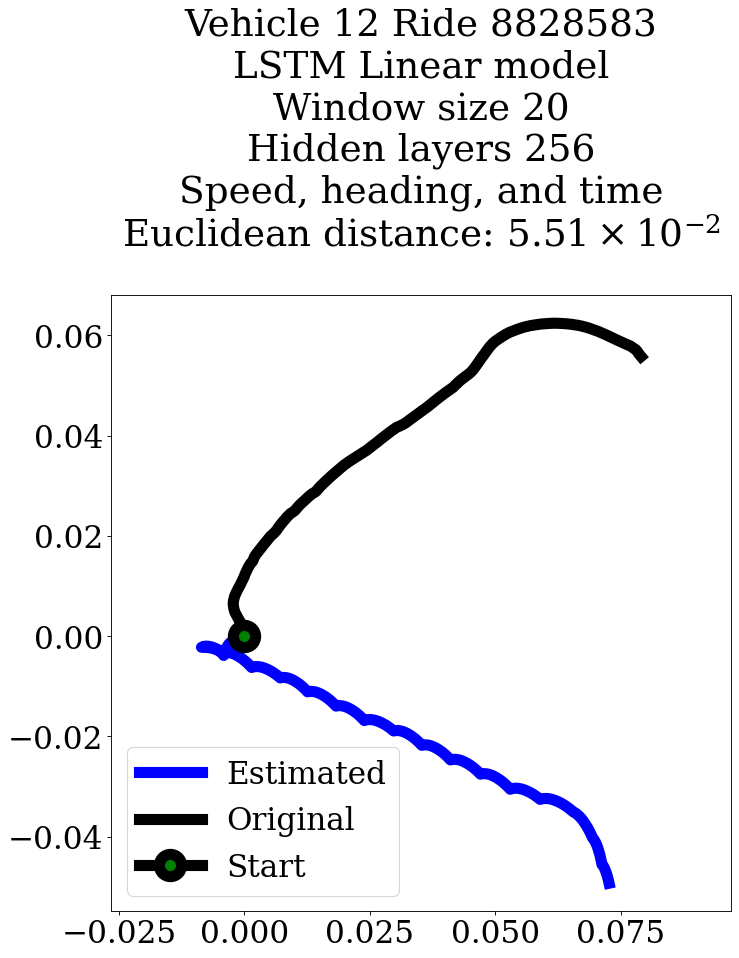 Vehicle 12 Ride 8828583
LSTM Linear model
Window size 20
Hidden layers 256
Speed, heading, and time
Euclidean distance: 5.51 × 10⁻²
0.06
0.04
0.02
0.00
−0.02
−0.04
Estimated
Original
Start
−0.025 0.000 0.025 0.050 0.075